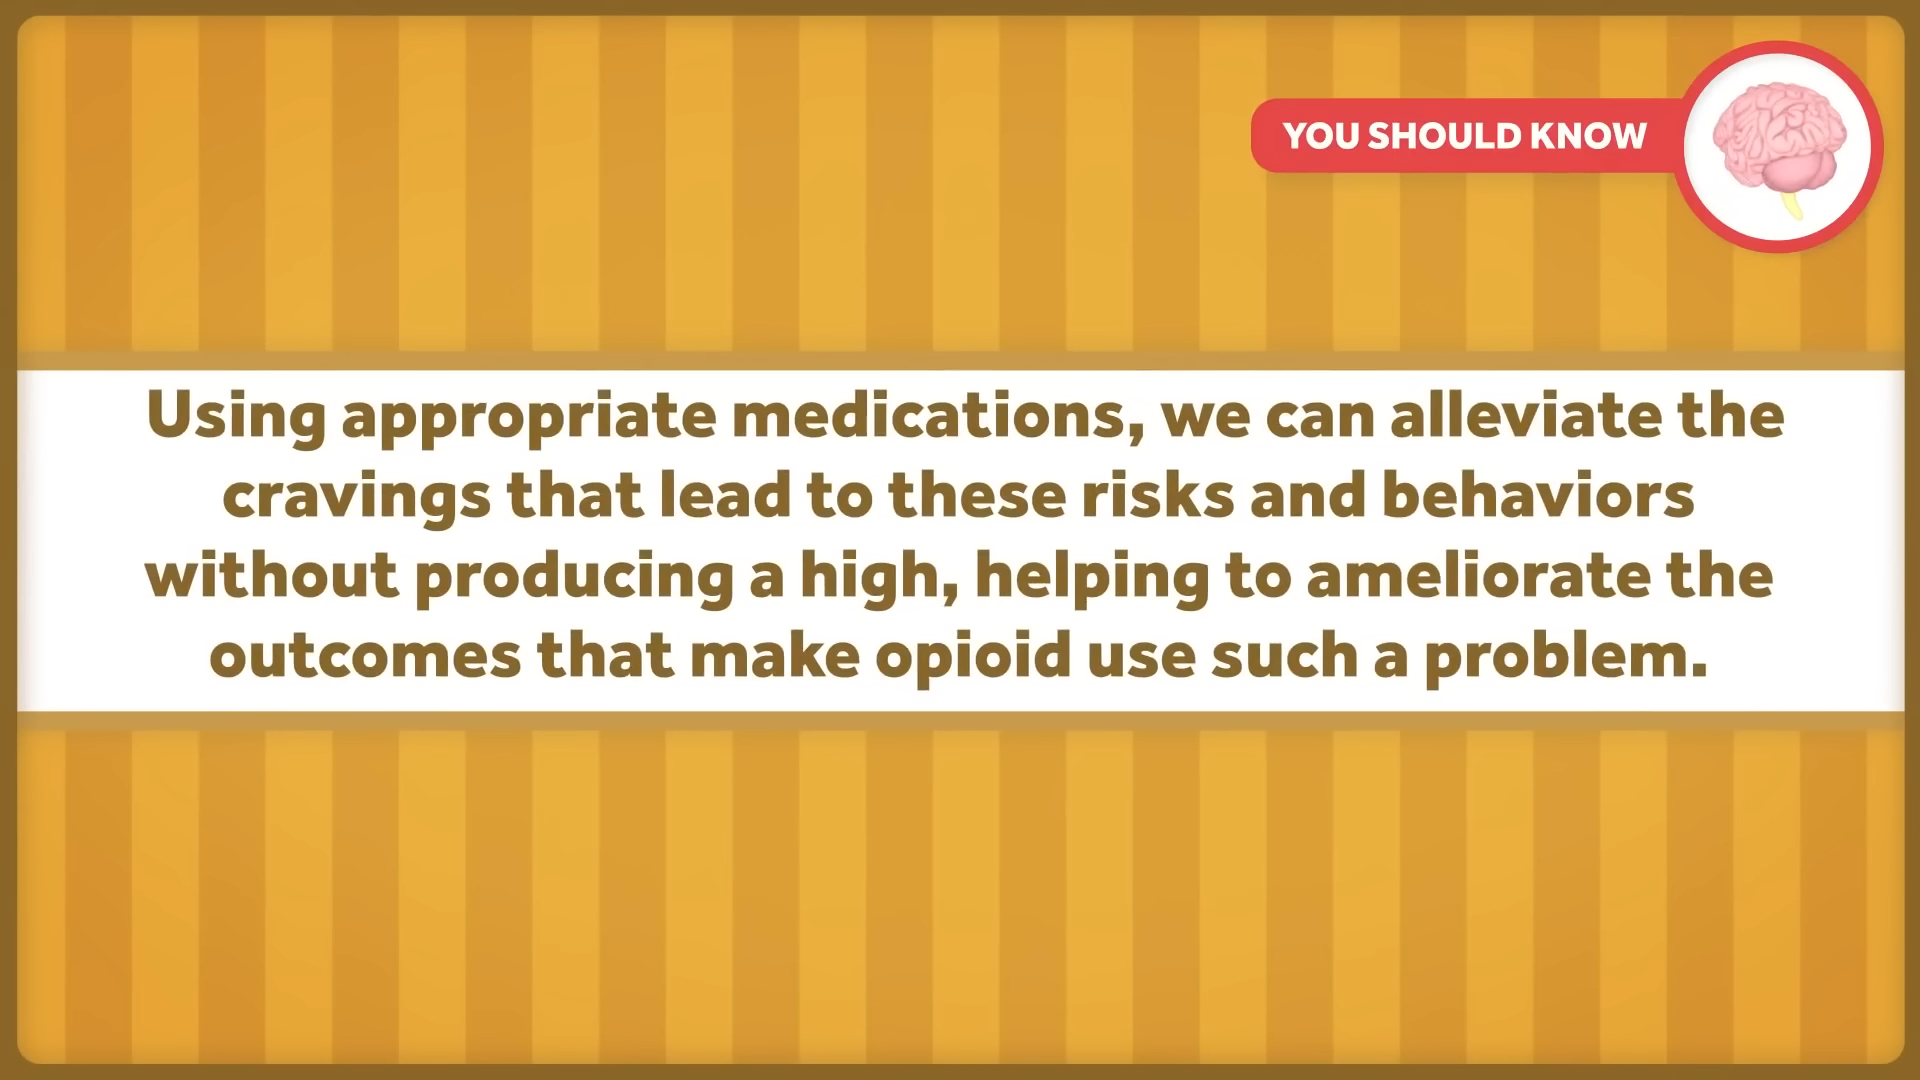 YOU SHOULD KNOW
Using appropriate medications, we can alleviate the
cravings that lead to these risks and behaviors
without producing a high, helping to ameliorate the
outcomes that make opioid use such a problem.